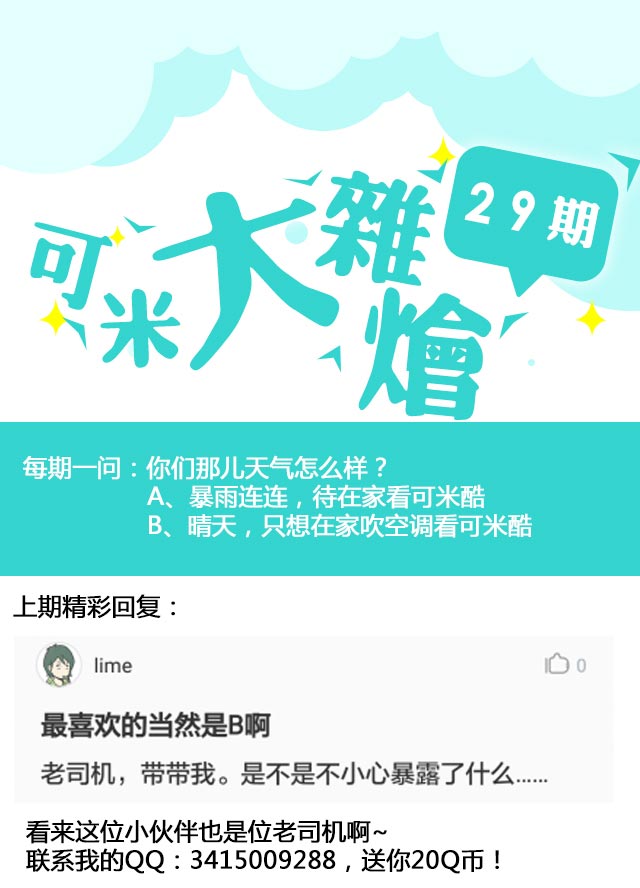 可米大雜燴
29期
每期一问：你们那儿天气怎么样？
A、暴雨连连，待在家看可米酷
B、晴天，只想在家吹空调看可米酷
上期精彩回复：
lime
0
最喜欢的当然是B啊
老司机，带带我。是不是不小心暴露了什么……
看来这位小伙伴也是位老司机啊~
联系我的QQ：3415009288，送你20Q币！